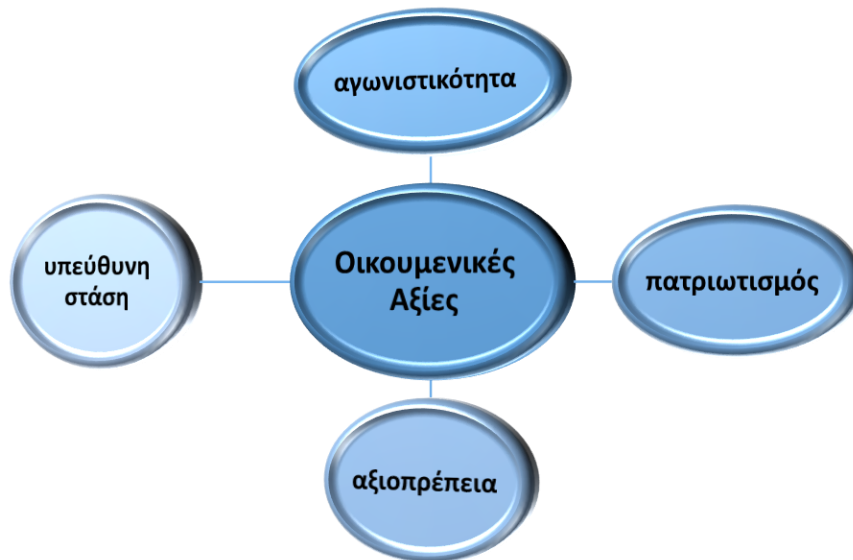 αγωνιστικότητα
υπεύθυνη
στάση
Οικουμενικές
Αξίες
πατριωτισμός
αξιοπρέπεια